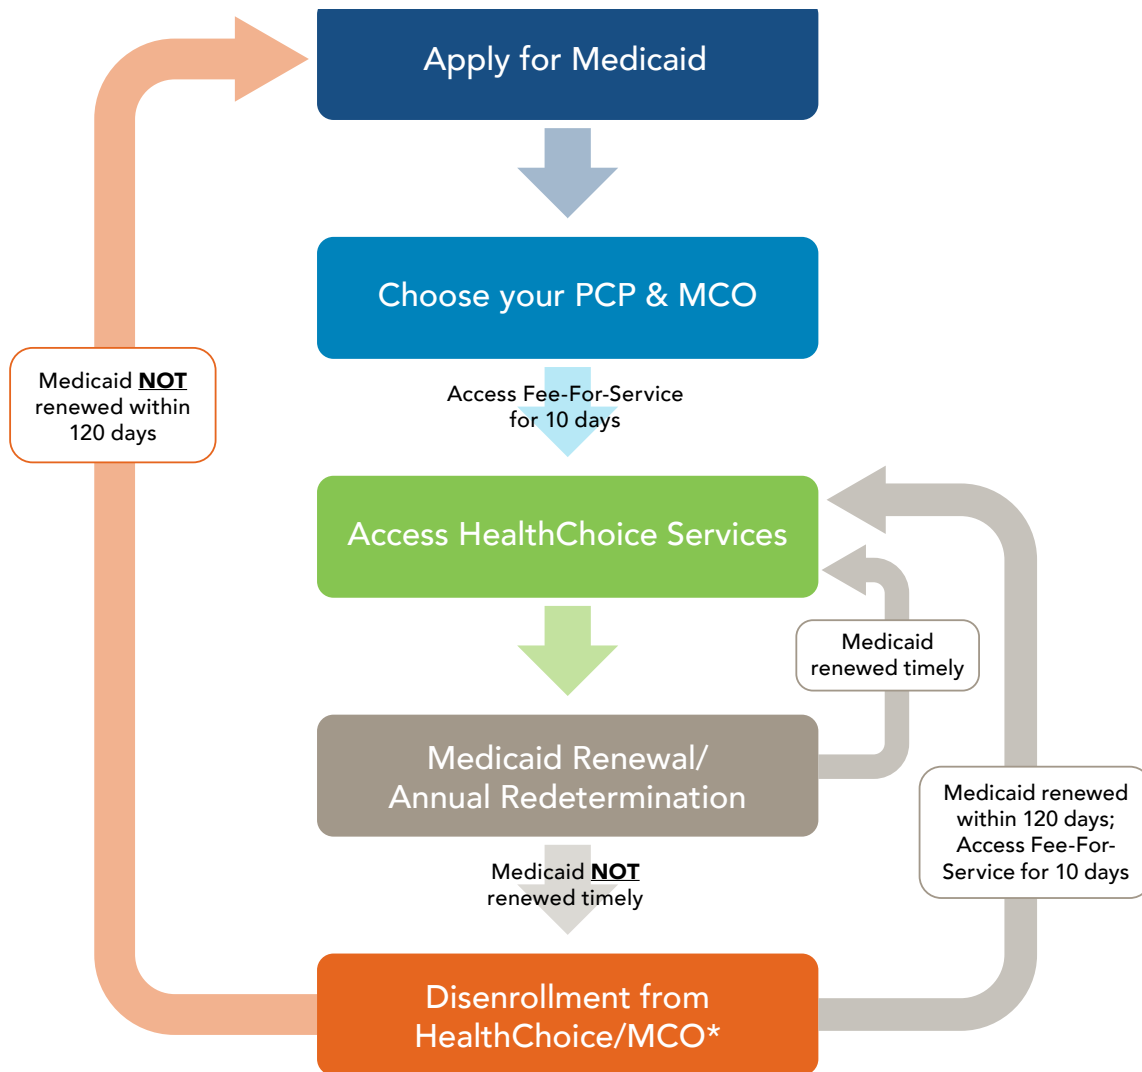 Apply for Medicaid
Choose your PCP & MCO
Medicaid NOT
renewed within
120 days
Access Fee-For-Service
for 10 days
Access HealthChoice Services
Medicaid
renewed timely
Medicaid Renewal/
Annual Redetermination
Medicaid renewed
within 120 days;
Access Fee-For-
Service for 10 days
Medicaid NOT
renewed timely
Disenrollment from
HealthChoice/MCO*